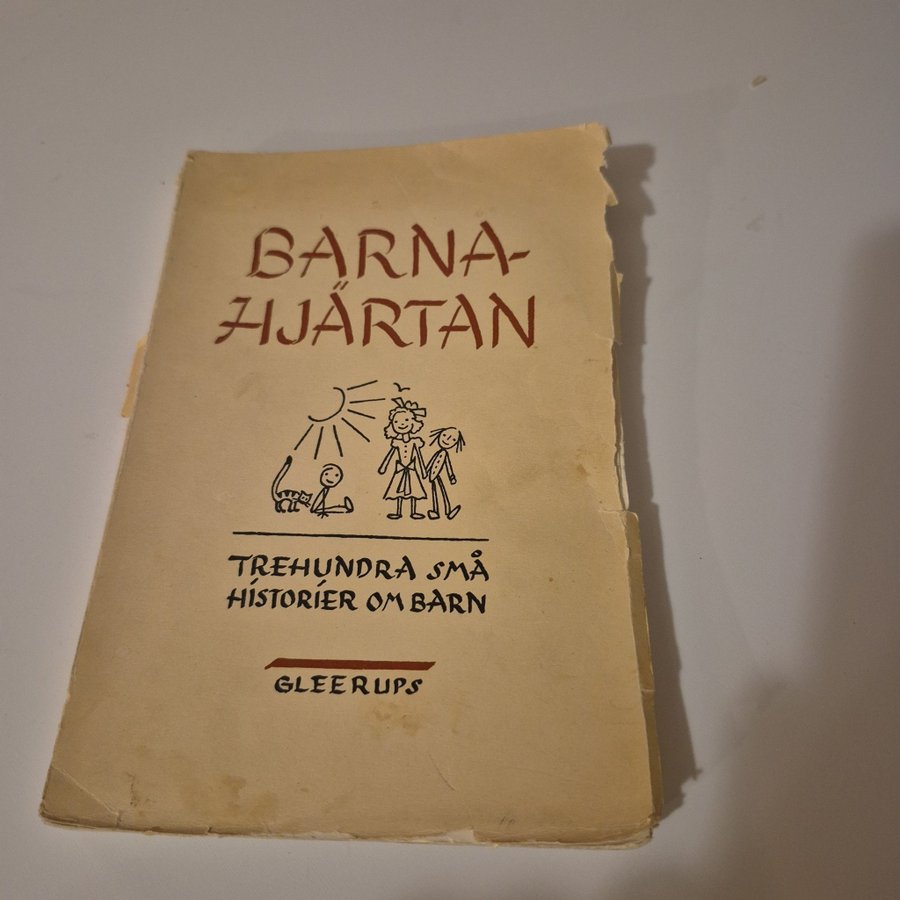 BARNA-
HJÄRTAN
TREHUNDRA SMÅ
HISTORIER OM BARN
GLEERUPS